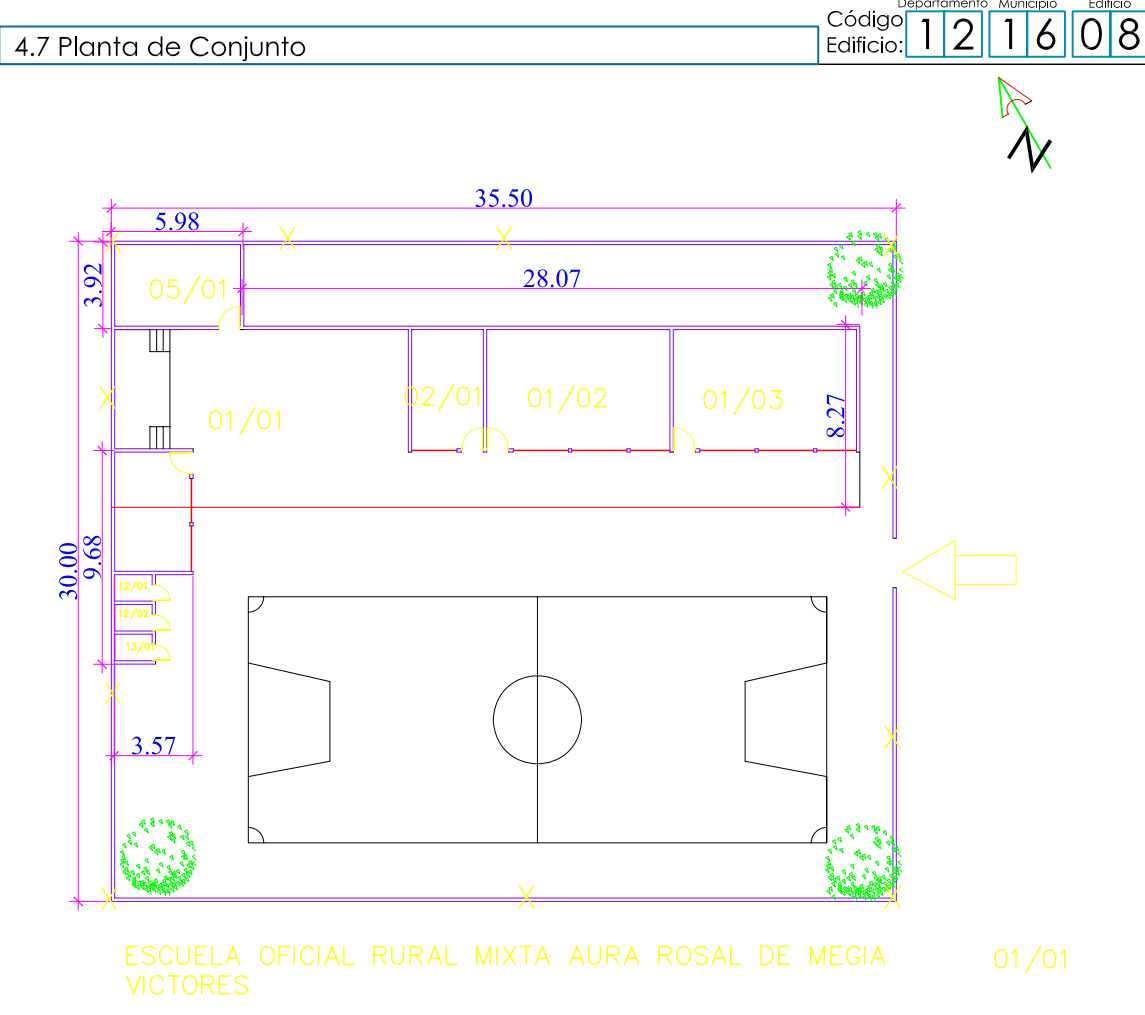 Departamento Municipio Edificio
4.7 Planta de Conjunto
Código
Edificio: 1 2 1 6 0 8
N
35.50
5.98
28.07
3.92
05/01
01/01
02/01
01/02
01/03
8.27
30.00
9.68
12/01
12/02
13/01
3.57
ESCUELA OFICIAL RURAL MIXTA AURA ROSAL DE MEGIA
VICTORES
01/01